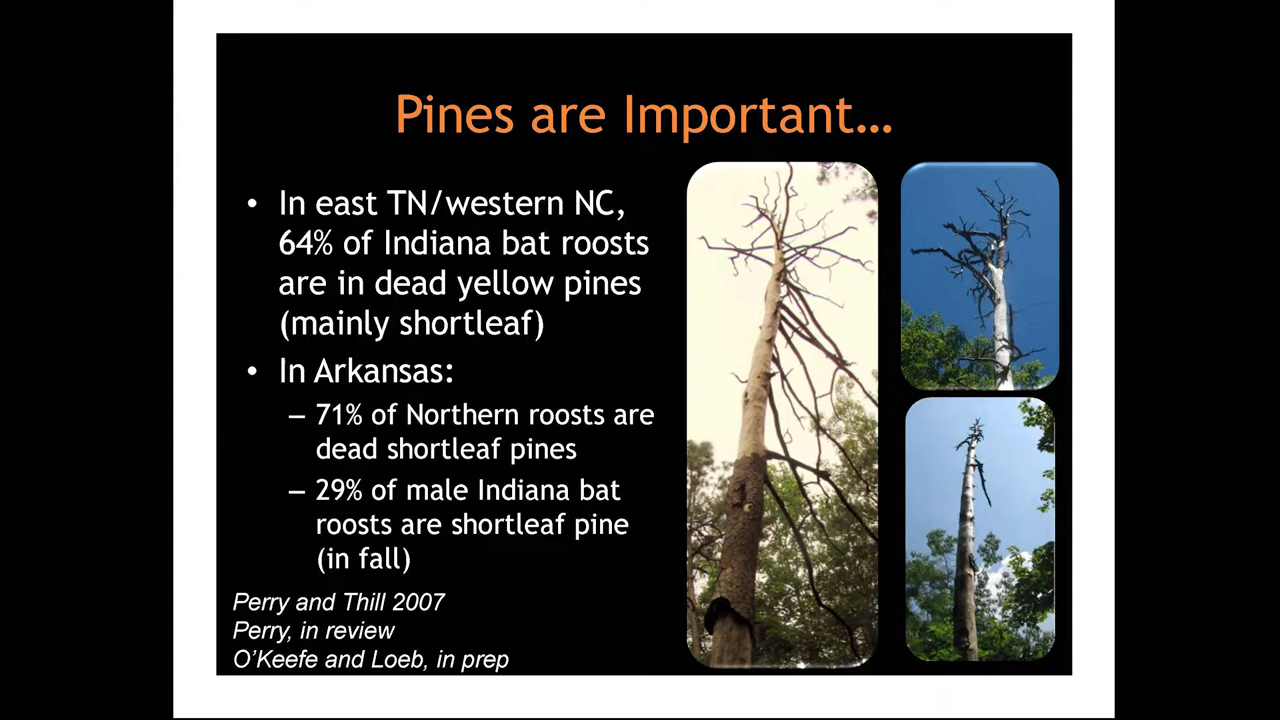 Pines are Important…
• In east TN/western NC,
64% of Indiana bat roosts
are in dead yellow pines
(mainly shortleaf)
• In Arkansas:
– 71% of Northern roosts are
dead shortleaf pines
– 29% of male Indiana bat
roosts are shortleaf pine
(in fall)
Perry and Thill 2007
Perry, in review
O'Keefe and Loeb, in prep